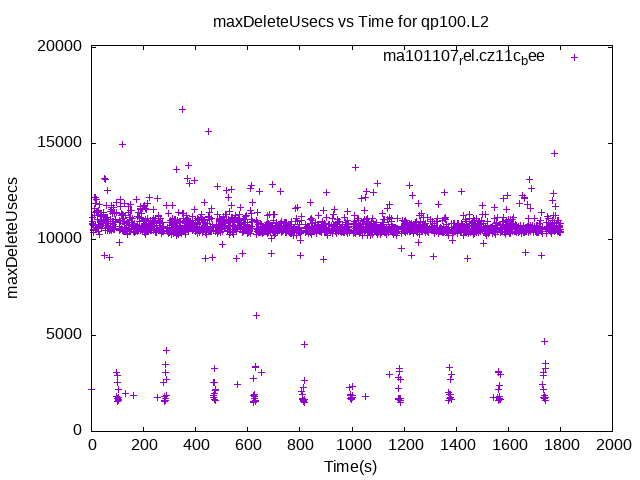 maxDeleteUsecs vs Time for qp100.L2
20000
ma101107rel.cz11cbee
15000
maxDeleteUsecs
10000
5000
0
0 200 400 600 800 1000 1200 1400 1600 1800 2000
Time(s)